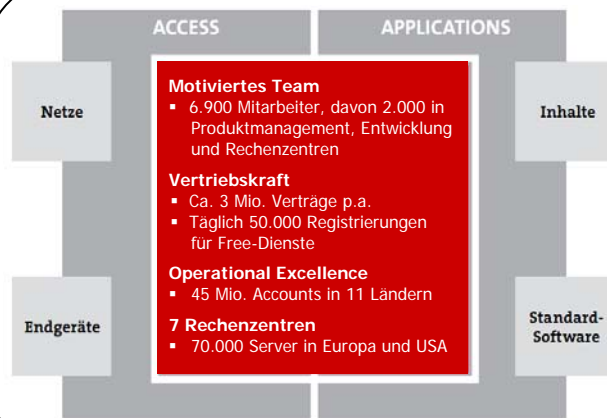 ACCESS
APPLICATIONS
Netze
Inhalte
Motiviertes Team
▪ 6.900 Mitarbeiter, davon 2.000 in
Produktmanagement, Entwicklung
und Rechenzentren
Vertriebskraft
▪ Ca. 3 Mio. Verträge p.a.
▪ Täglich 50.000 Registrierungen
für Free-Dienste
Operational Excellence
▪ 45 Mio. Accounts in 11 Ländern
7 Rechenzentren
▪ 70.000 Server in Europa und USA
Endgeräte
Standard-
Software